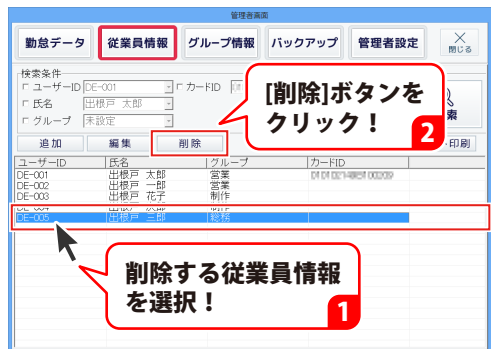 管理者画面
勤怠データ 従業員情報 グループ情報 バックアップ 管理者設定 閉じる
検索条件
ユーザーID DE-001 カードID
氏名 出根戸 太郎
グループ 未設定
索
[削除]ボタンを
クリック！
2
追加 編集 削除 ・印刷
ユーザーID 氏名 グループ カードID
DE-001 出根戸 太郎 営業
DE-002 出根戸 一郎 営業
DE-003 出根戸 花子 制作
DE-005 出根戸 三郎 総務
削除する従業員情報
を選択！
1